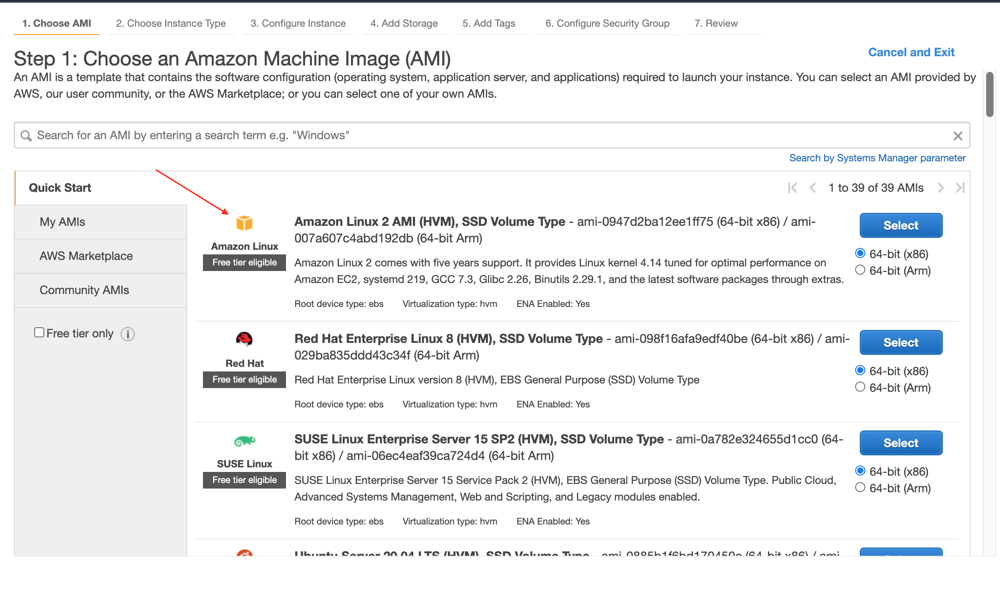 1. Choose AMI
2. Choose Instance Type
3. Configure Instance
4. Add Storage
5. Add Tags
6. Configure Security Group
7. Review
Step 1: Choose an Amazon Machine Image (AMI)
Cancel and Exit
An AMI is a template that contains the software configuration (operating system, application server, and applications) required to launch your instance. You can select an AMI provided by
AWS, our user community, or the AWS Marketplace; or you can select one of your own AMIs.
Search for an AMI by entering a search term e.g. "Windows"
Search by Systems Manager parameter
Quick Start
1 to 39 of 39 AMIs
My AMIs
AWS Marketplace
Community AMIs
Free tier only
Amazon Linux
Free tier eligible
Amazon Linux 2 AMI (HVM), SSD Volume Type - ami-0947d2ba12ee1ff75 (64-bit x86) / ami-
007a607c4abd192db (64-bit Arm)
Amazon Linux 2 comes with five years support. It provides Linux kernel 4.14 tuned for optimal performance on
Amazon EC2, systemd 219, GCC 7.3, Glibc 2.26, Binutils 2.29.1, and the latest software packages through extras.
Root device type: ebs
Virtualization type: hvm
ENA Enabled: Yes
Select
64-bit (x86)
64-bit (Arm)
Red Hat
Free tier eligible
Red Hat Enterprise Linux 8 (HVM), SSD Volume Type - ami-098f16afa9edf40be (64-bit x86) / ami-
029ba835ddd43c34f (64-bit Arm)
Red Hat Enterprise Linux version 8 (HVM), EBS General Purpose (SSD) Volume Type
Root device type: ebs
Virtualization type: hvm
ENA Enabled: Yes
Select
64-bit (x86)
64-bit (Arm)
SUSE Linux
Free tier eligible
SUSE Linux Enterprise Server 15 SP2 (HVM), SSD Volume Type - ami-0a782e324655d1cc0 (64-
bit x86) / ami-06ec4eaf39ca724d4 (64-bit Arm)
SUSE Linux Enterprise Server 15 Service Pack 2 (HVM), EBS General Purpose (SSD) Volume Type. Public Cloud,
Advanced Systems Management, Web and Scripting, and Legacy modules enabled.
Root device type: ebs
Virtualization type: hvm
ENA Enabled: Yes
Select
64-bit (x86)
64-bit (Arm)
Ubuntu Server 20.04 LTS (HVM), SSD Volume Type - (64-bit x86) / ami-